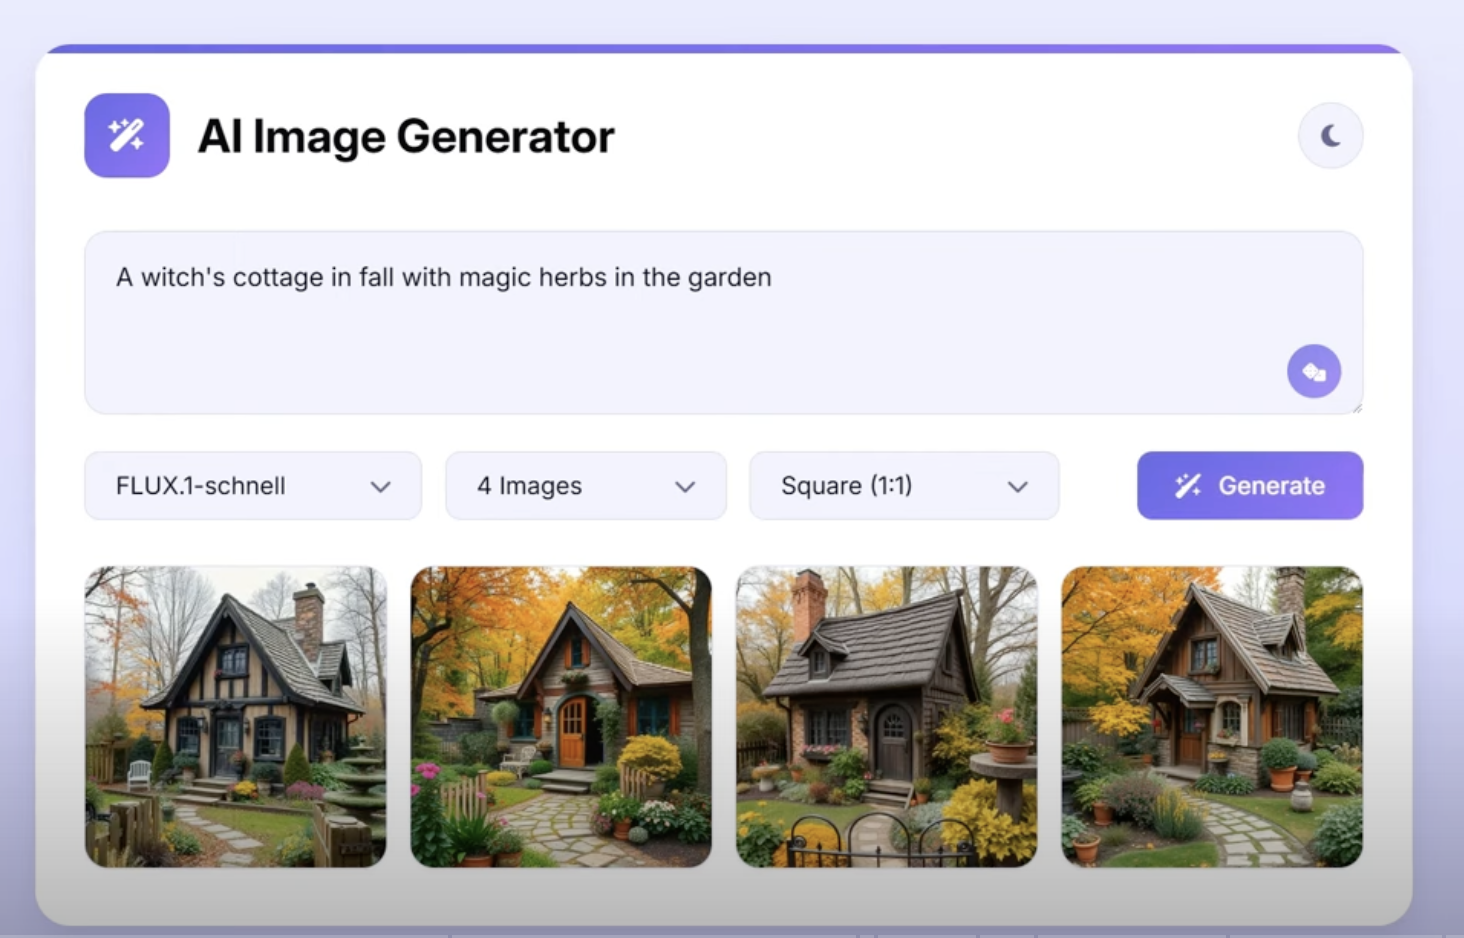 AI Image Generator
A witch's cottage in fall with magic herbs in the garden
FLUX.1-schnell
4 Images
Square (1:1)
Generate